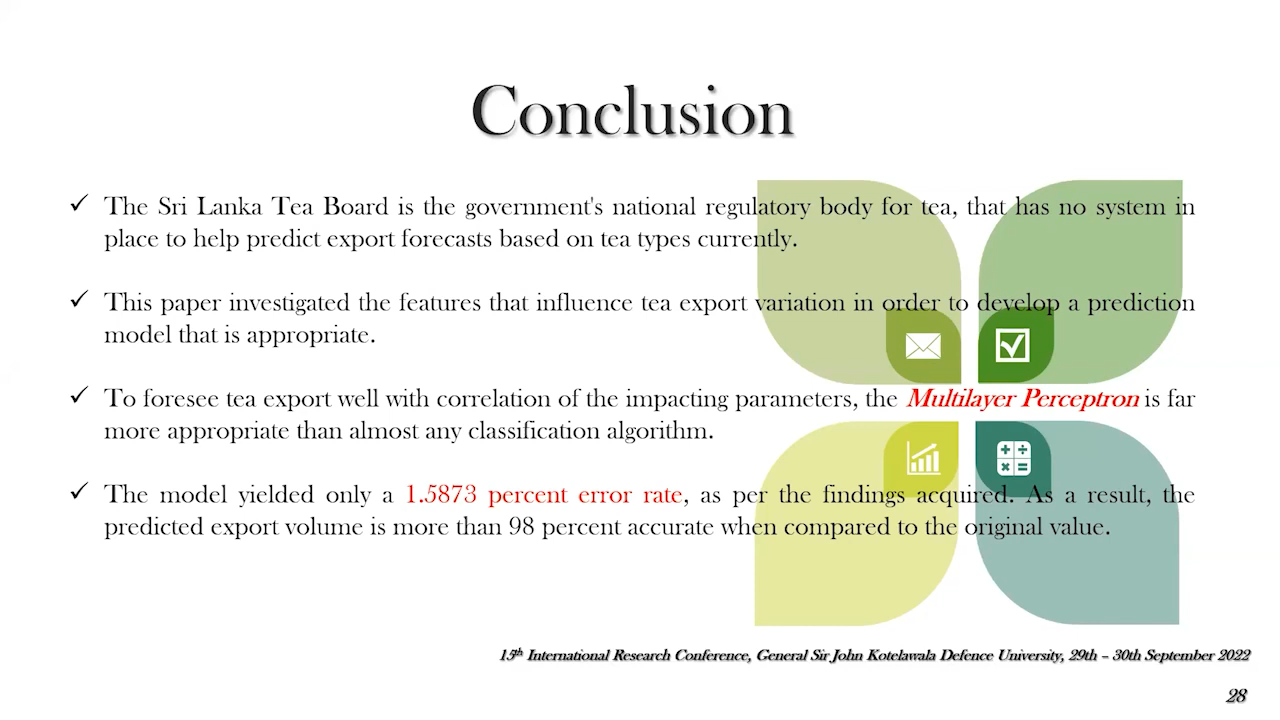 Conclusion
✓ The Sri Lanka Tea Board is the government's national regulatory body for tea, that has no system in
place to help predict export forecasts based on tea types currently.
✓ This paper investigated the features that influence tea export variation in order to develop a prediction
model that is appropriate.
✓ To foresee tea export well with correlation of the impacting parameters, the Multilayer Perceptron is far
more appropriate than almost any classification algorithm.
✓ The model yielded only a 1.5873 percent error rate, as per the findings acquired. As a result, the
predicted export volume is more than 98 percent accurate when compared to the original value.
15th International Research Conference, General Sir John Kotelawala Defence University, 29th – 30th September 2022
28